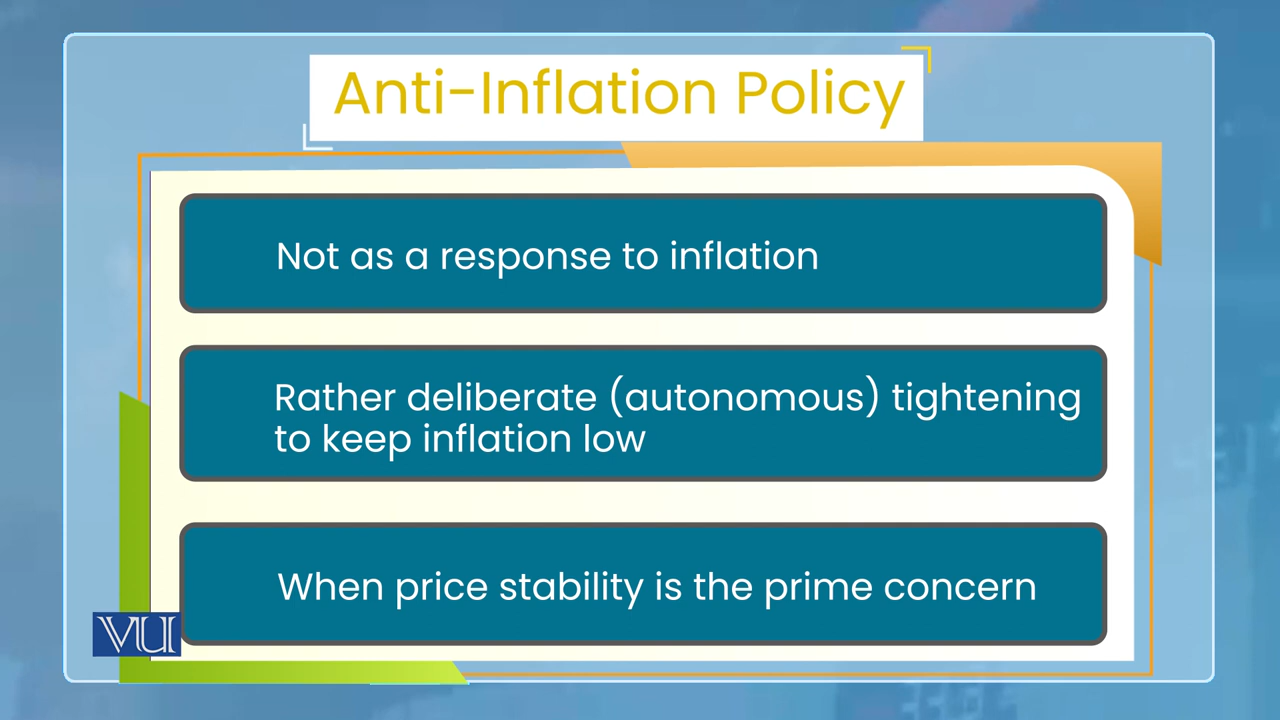 Anti-Inflation Policy
Not as a response to inflation
Rather deliberate (autonomous) tightening
to keep inflation low
When price stability is the prime concern
VU